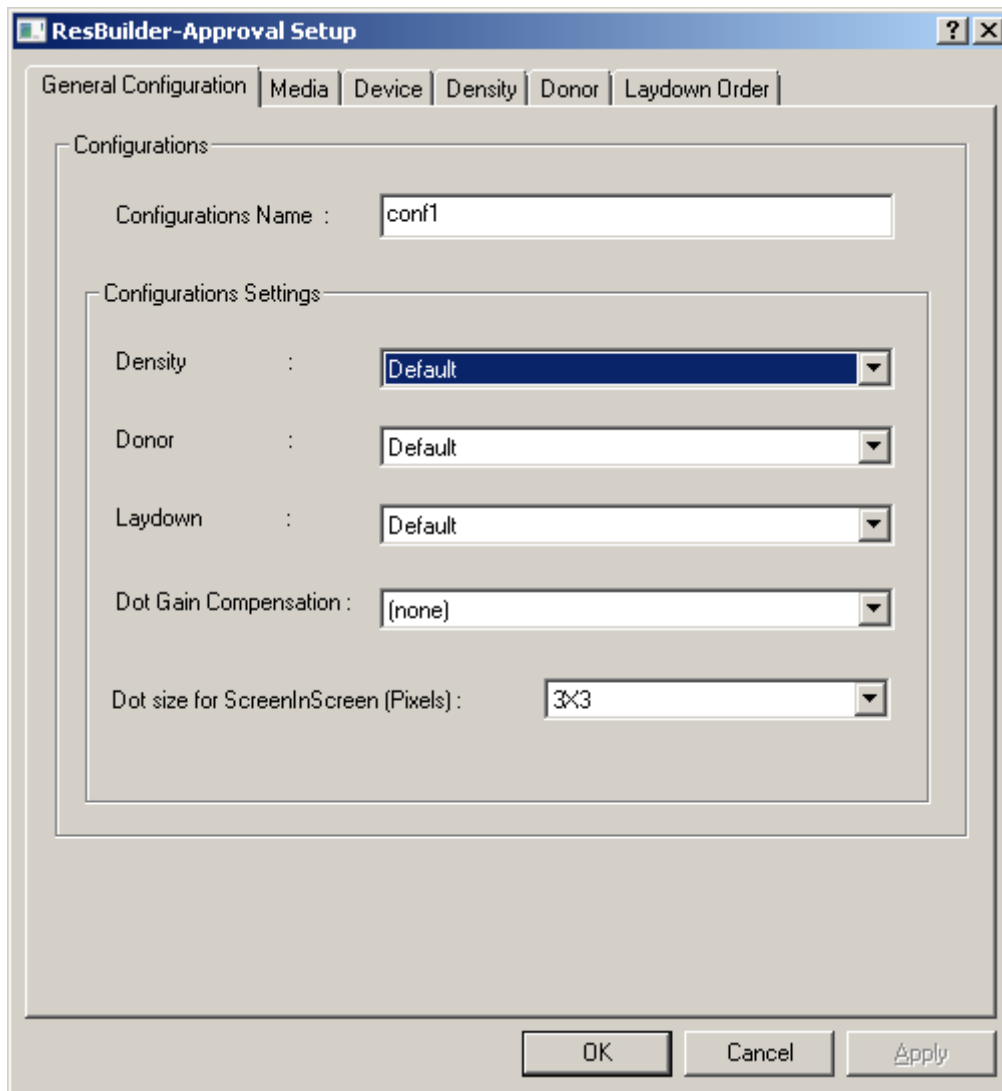 ResBuilder-Approval Setup
General Configuration Media Device Density Donor Laydown Order
Configurations
Configurations Name : conf1
Configurations Settings
Density : Default
Donor : Default
Laydown : Default
Dot Gain Compensation : (none)
Dot size for ScreenInScreen (Pixels) : 3X3
OK Cancel Apply